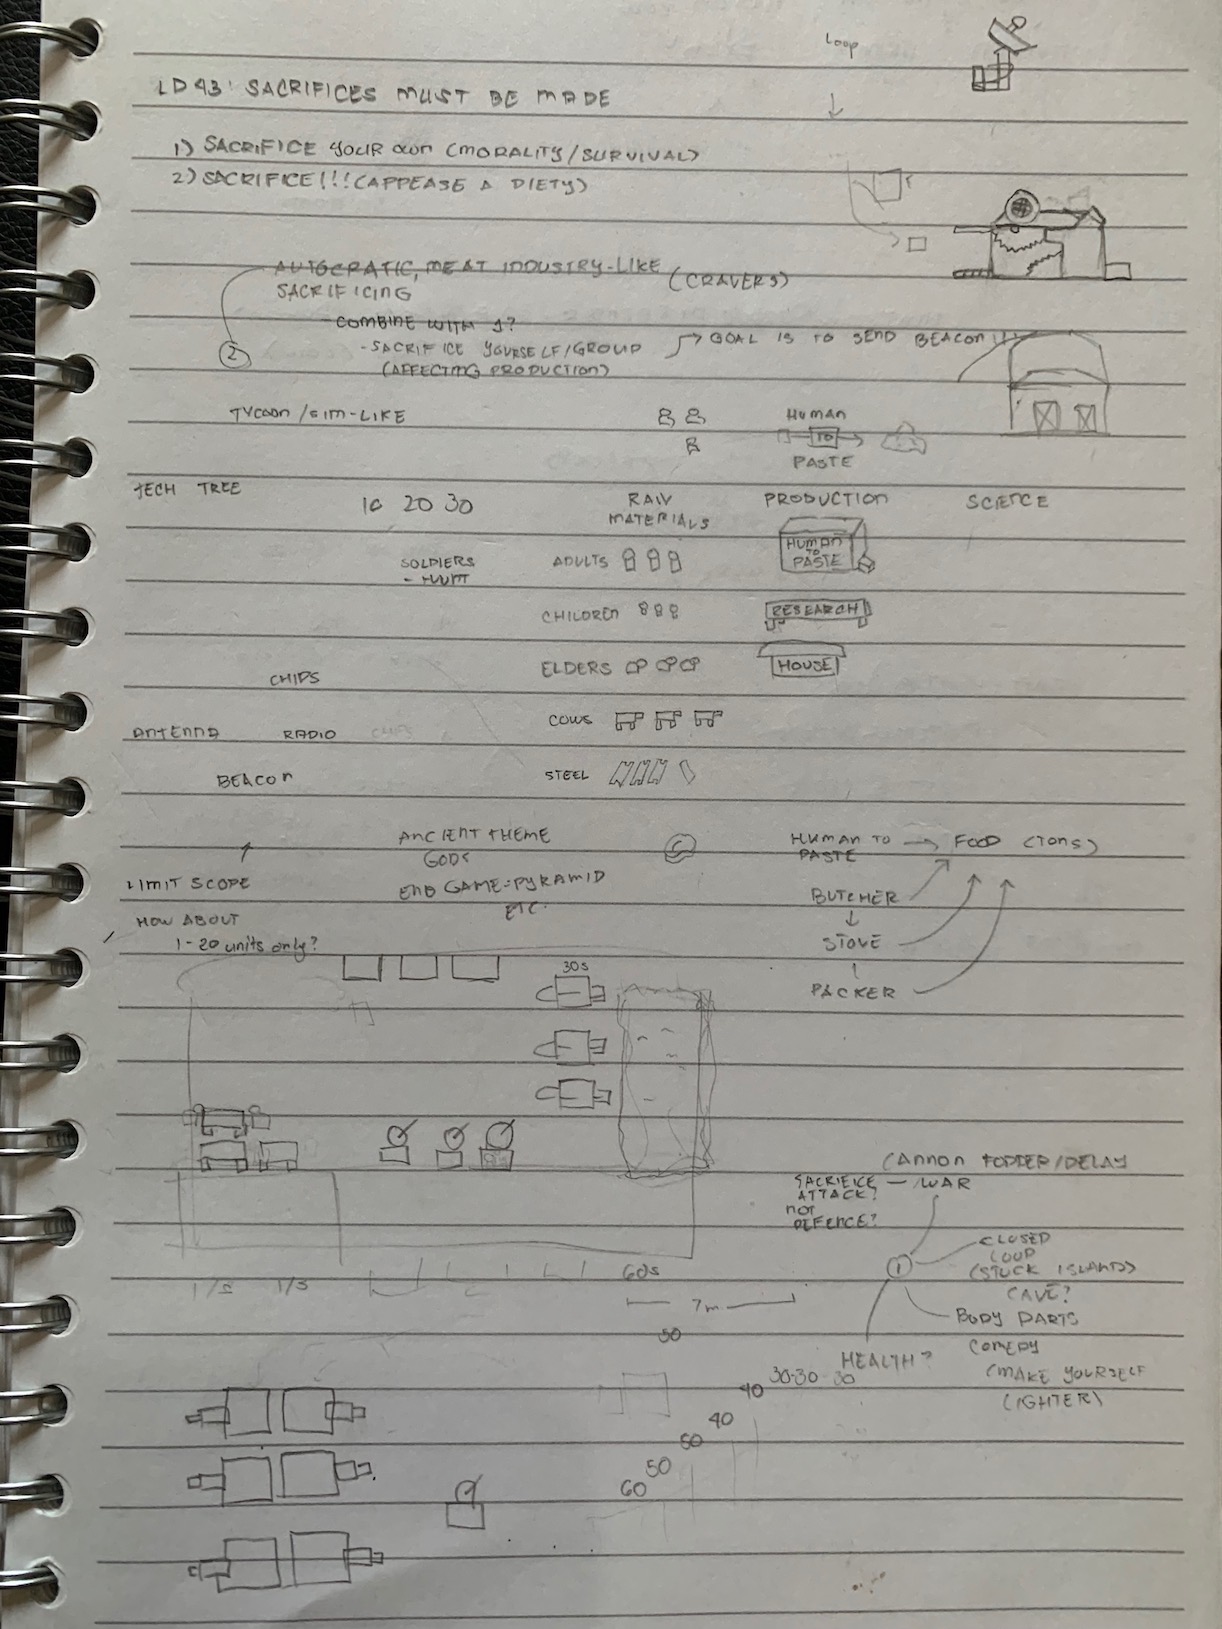 Loop
LD43: SACRIFICES MUST BE MADE
1) SACRIFICE YOUR OWN (MORALITY/SURVIVAL)
2) SACRIFICE!!! (APPEASE A DIETY)
AUTOCRATIC, MEAT INDUSTRY-LIKE (CRAVERS)
SACRIFICING
- COMBINE WITH 1?
2
- SACRIFICE YOURSELF/GROUP
(AFFECTING PRODUCTION)
GOAL IS TO SEND BEACON!!!
TYCOON/SIM-LIKE
HUMAN
TO
PASTE
TECH TREE
10 20 30
RAW
MATERIALS
PRODUCTION
SCIENCE
SOLDIERS
- HUNT
ADULTS
HUMAN
TO
PASTE
CHILDREN
RESEARCH
ELDERS
HOUSE
CHIPS
COWS
ANTENNA RADIO CHIPS
BEACON
STEEL
LIMIT SCOPE
HOW ABOUT
1-20 units only?
ANCIENT THEME
GODS
END GAME: PYRAMID
ETC.
HUMAN TO
PASTE
FOOD (TONS)
BUTCHER
STOVE
PACKER
30s
CANNON FODDER/DELAY
SACRIFICE — /WAR
ATTACK?
NOT
DEFENCE?
1
CLOSED
LOOP
(STUCK ISLANDS)
CAVE?
BODY PARTS
COMEDY
(MAKE YOURSELF
LIGHTER)
HEALTH?
1/5 1/5
60s
7m
50
30-30-30
40
40
50
50
60